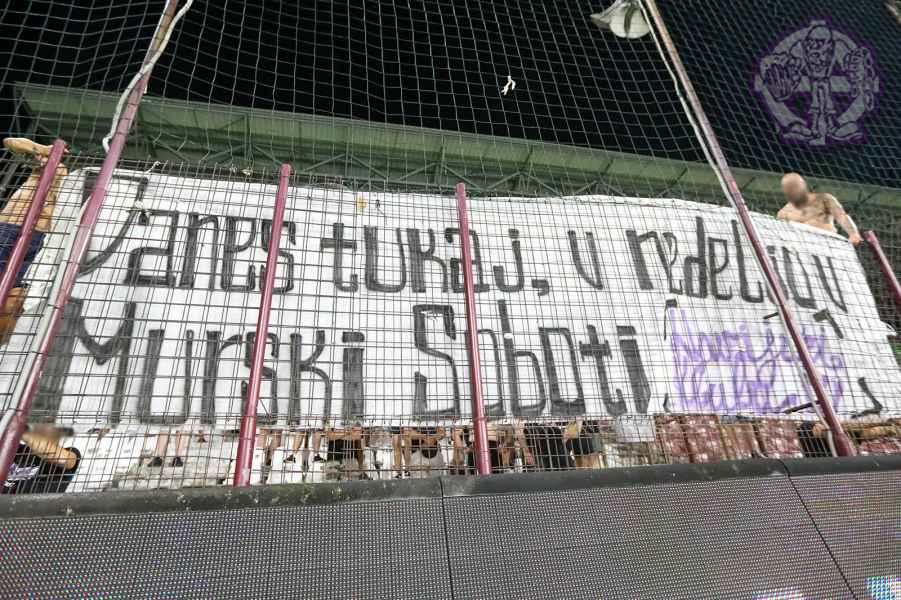 Danes tukaj, v nedeljo v
Murski Soboti